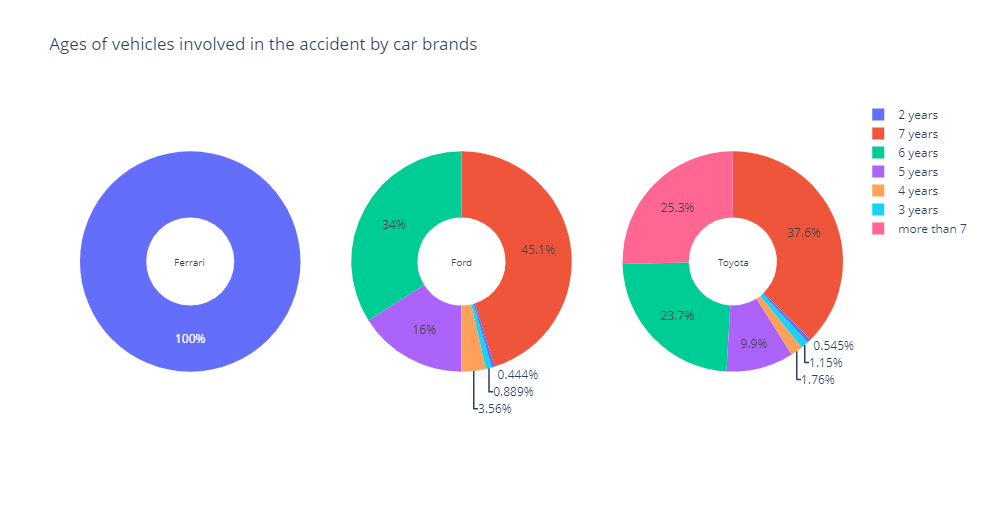 Ages of vehicles involved in the accident by car brands
2 years
7 years
6 years
5 years
4 years
3 years
more than 7
Ferrari
100%
Ford
34%
45.1%
16%
0.444%
0.889%
3.56%
Toyota
25.3%
37.6%
23.7%
9.9%
0.545%
1.15%
1.76%